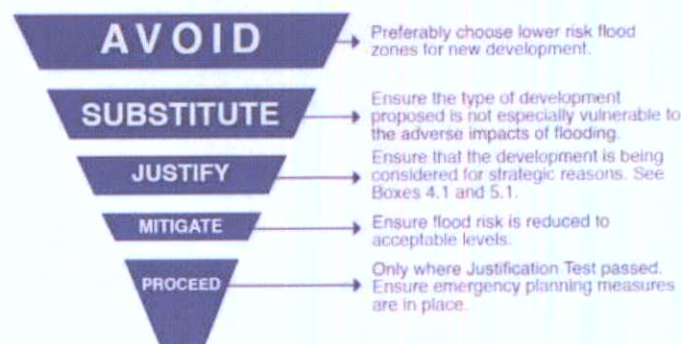 AVOID
Preferably choose lower risk flood
zones for new development.
SUBSTITUTE
Ensure the type of development
proposed is not especially vulnerable to
the adverse impacts of flooding.
JUSTIFY
Ensure that the development is being
considered for strategic reasons. See
Boxes 4.1 and 5.1.
MITIGATE
Ensure flood risk is reduced to
acceptable levels.
PROCEED
Only where Justification Test passed.
Ensure emergency planning measures
are in place.